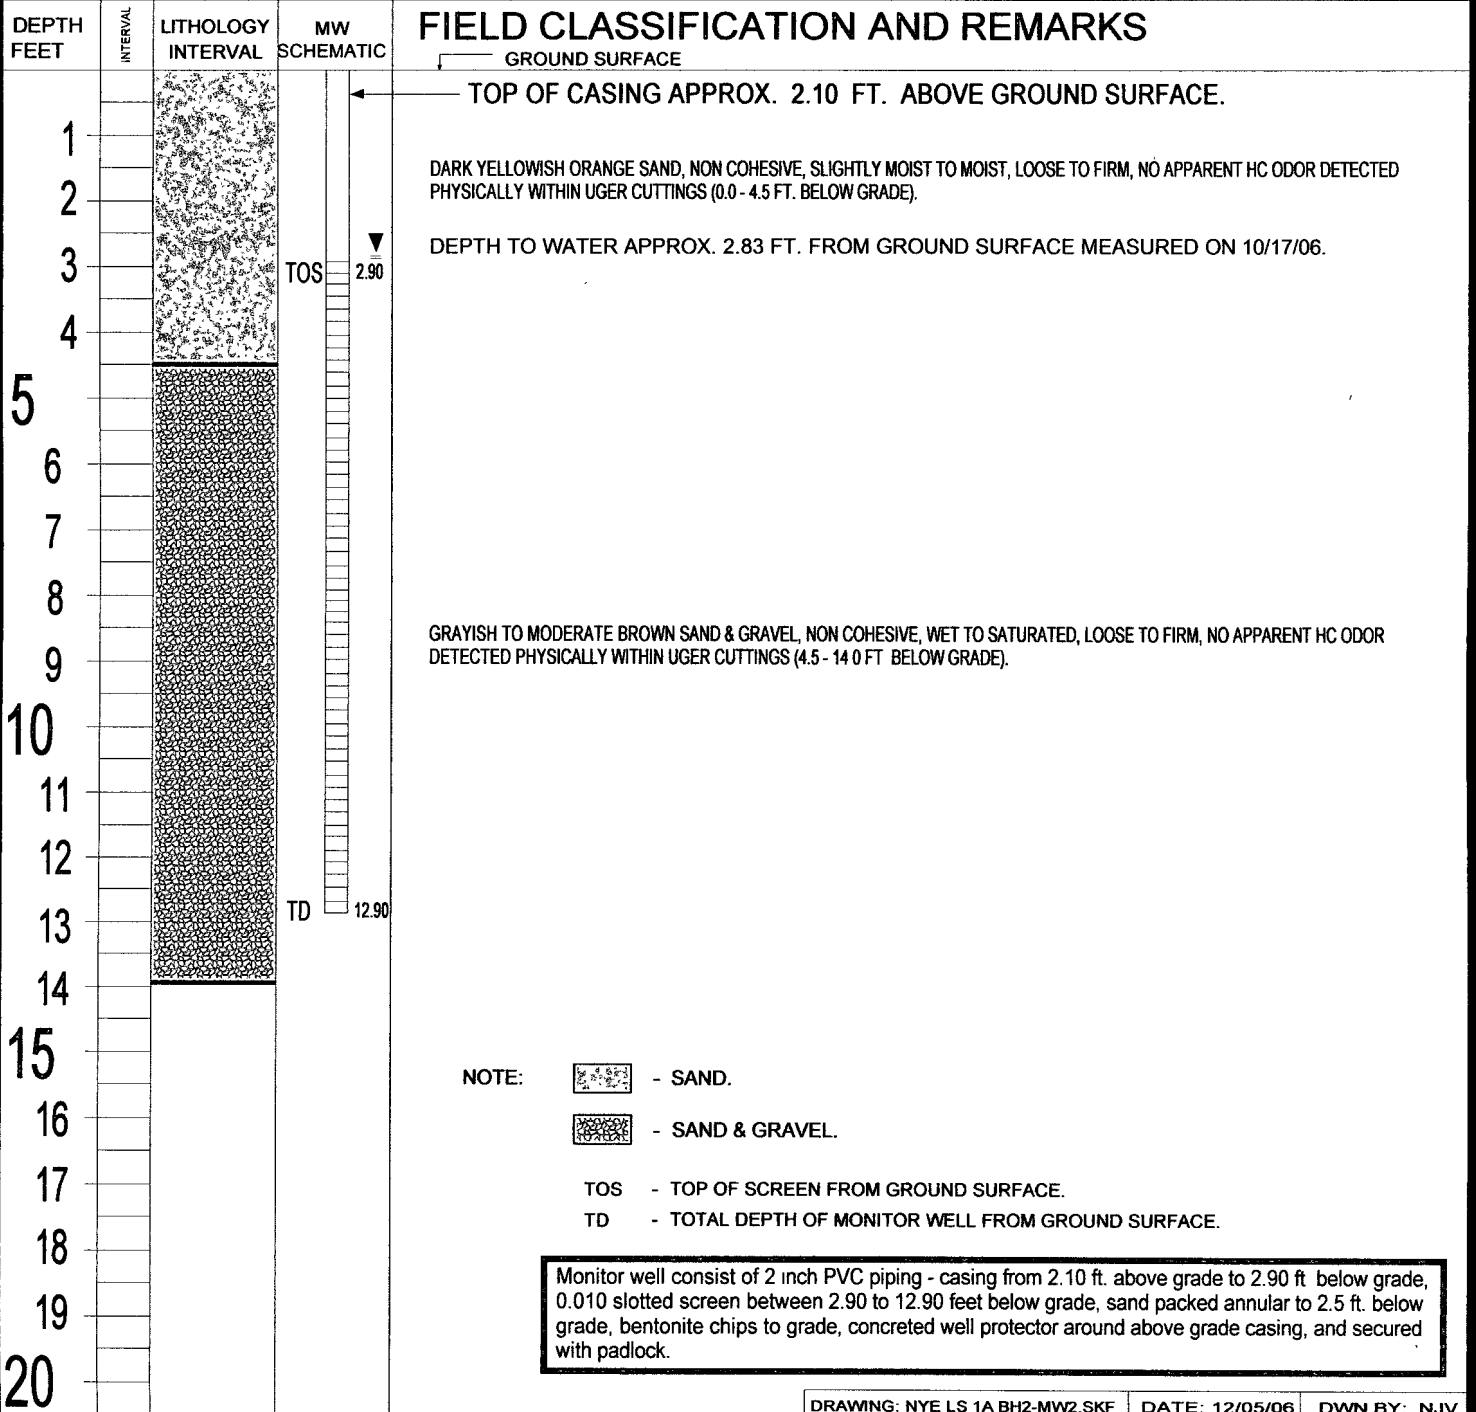 DEPTH FEET
INTERVAL
LITHOLOGY INTERVAL
MW SCHEMATIC
FIELD CLASSIFICATION AND REMARKS
GROUND SURFACE
TOP OF CASING APPROX. 2.10 FT. ABOVE GROUND SURFACE.
1
DARK YELLOWISH ORANGE SAND, NON COHESIVE, SLIGHTLY MOIST TO MOIST, LOOSE TO FIRM, NO APPARENT HC ODOR DETECTED
PHYSICALLY WITHIN UGER CUTTINGS (0.0 - 4.5 FT. BELOW GRADE).
2
DEPTH TO WATER APPROX. 2.83 FT. FROM GROUND SURFACE MEASURED ON 10/17/06.
3
TOS 2.90
4
5
6
7
8
GRAYISH TO MODERATE BROWN SAND & GRAVEL, NON COHESIVE, WET TO SATURATED, LOOSE TO FIRM, NO APPARENT HC ODOR
DETECTED PHYSICALLY WITHIN UGER CUTTINGS (4.5 - 14 0 FT BELOW GRADE).
9
10
11
12
TD 12.90
13
14
15
NOTE: - SAND.
16
- SAND & GRAVEL.
17
TOS - TOP OF SCREEN FROM GROUND SURFACE.
TD - TOTAL DEPTH OF MONITOR WELL FROM GROUND SURFACE.
18
Monitor well consist of 2 inch PVC piping - casing from 2.10 ft. above grade to 2.90 ft below grade,
0.010 slotted screen between 2.90 to 12.90 feet below grade, sand packed annular to 2.5 ft. below
grade, bentonite chips to grade, concreted well protector around above grade casing, and secured
with padlock.
19
20
DRAWING: NYE LS 1A BH2-MW2.SKF DATE: 12/05/06 DWN BY: NJV